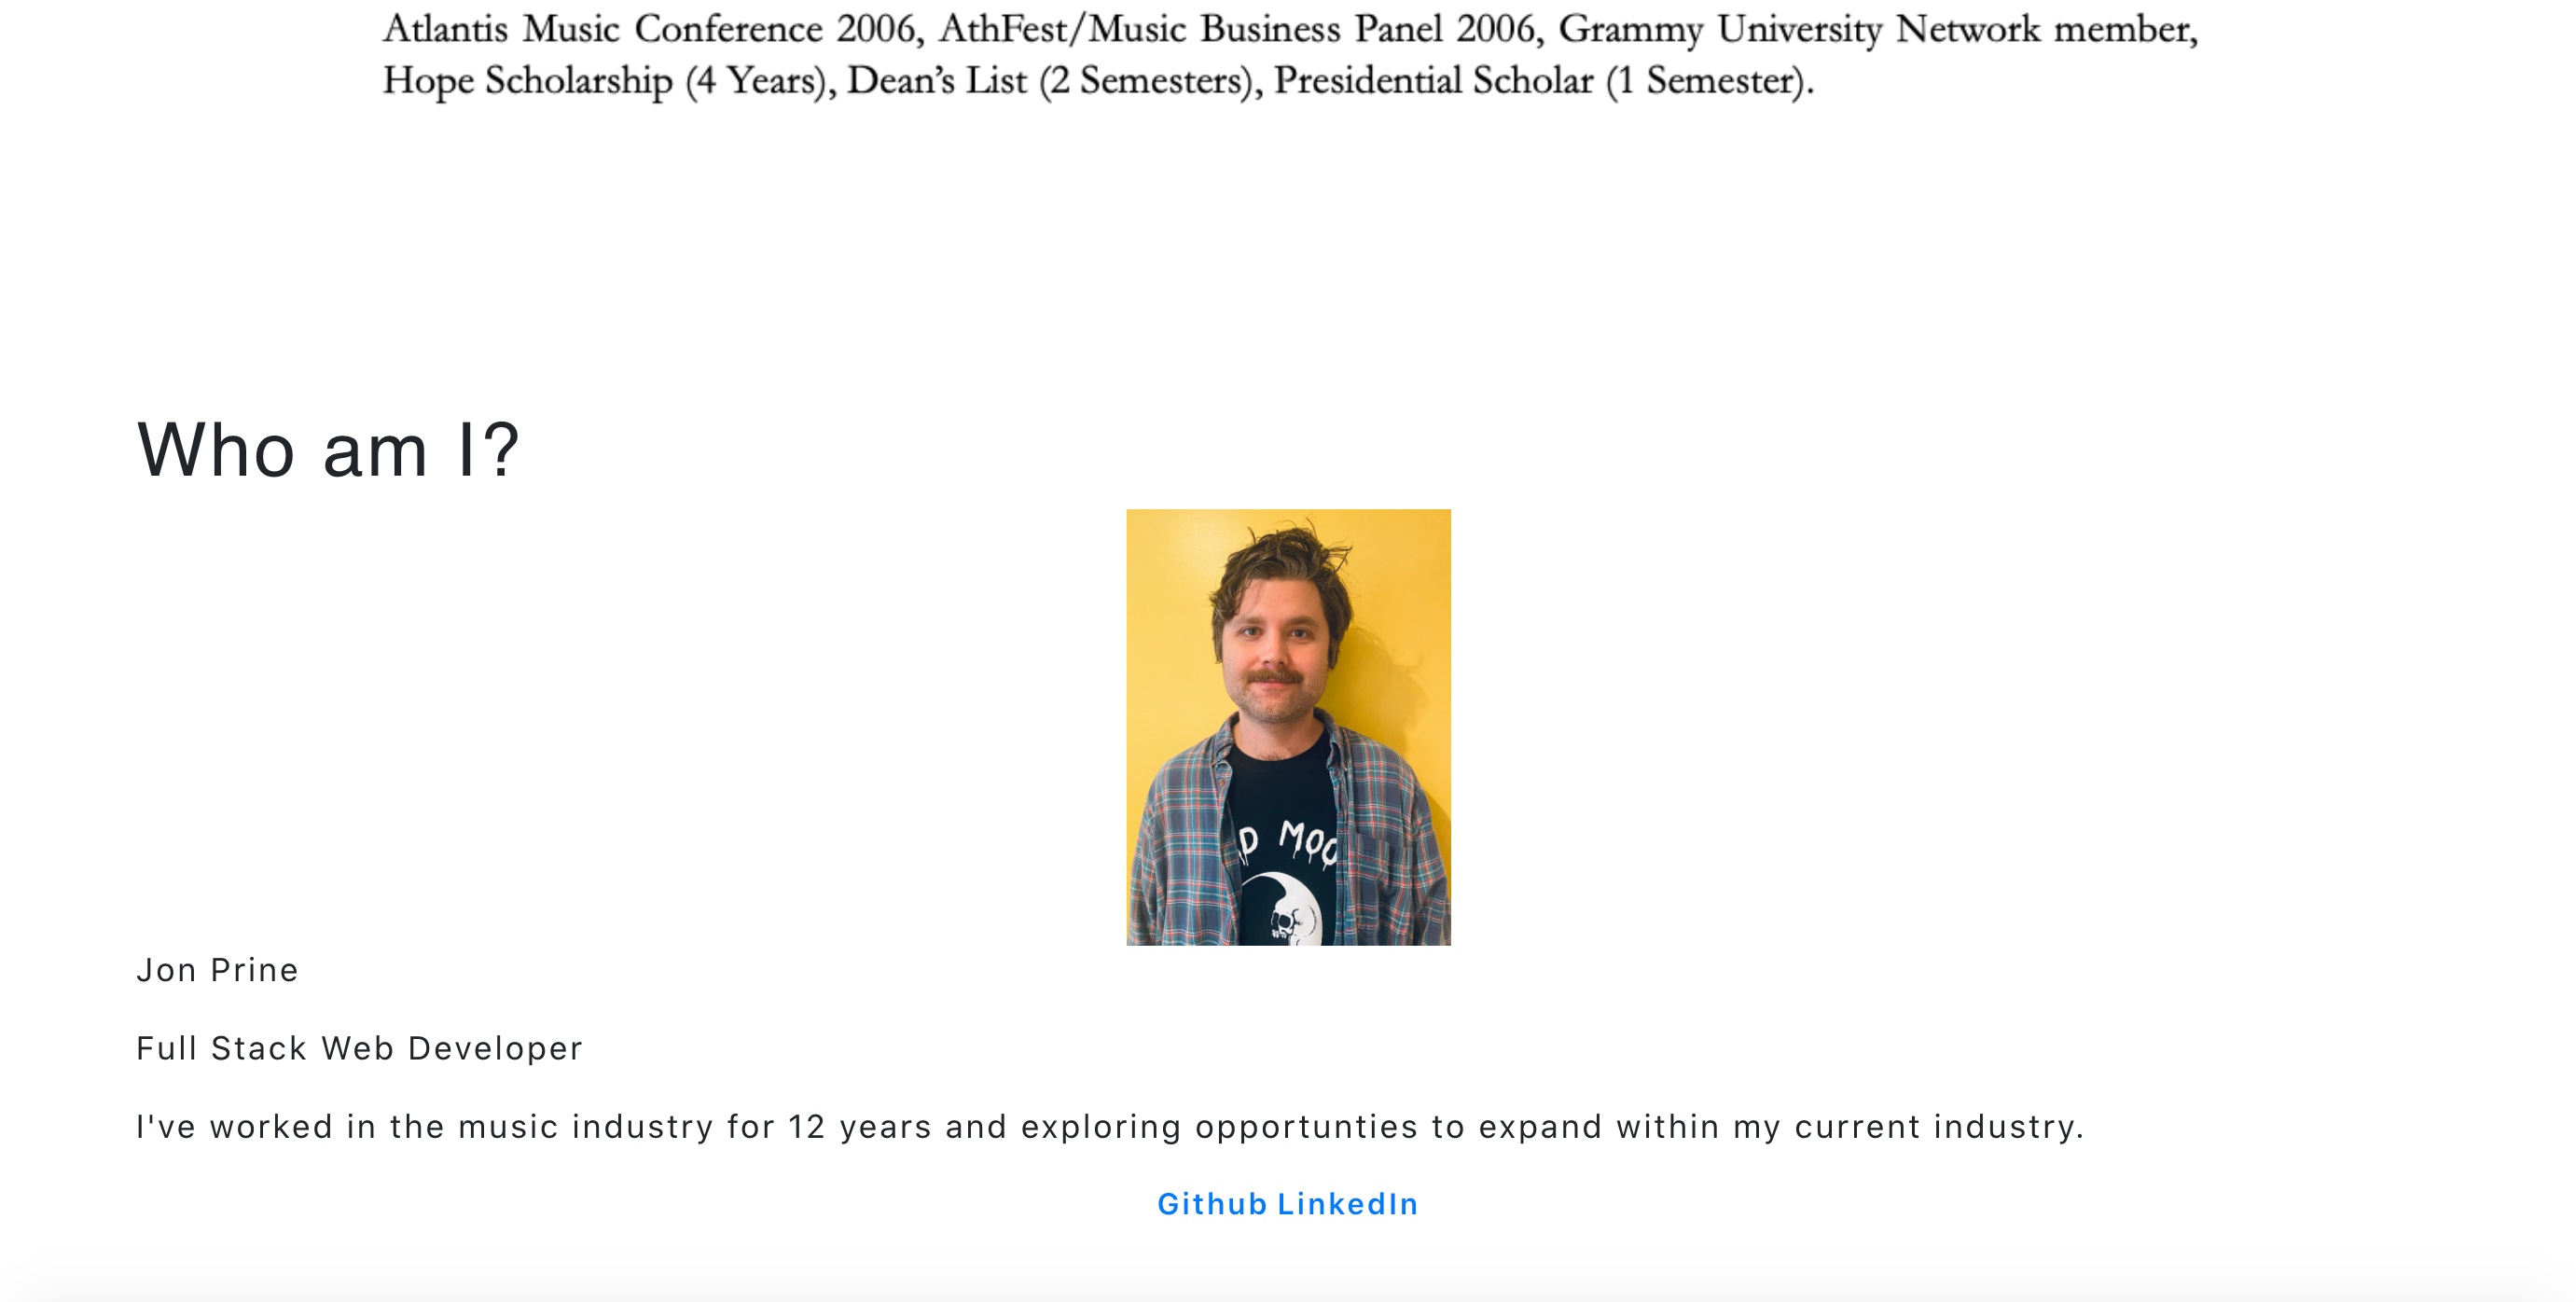 Atlantis Music Conference 2006, AthFest/Music Business Panel 2006, Grammy University Network member,
Hope Scholarship (4 Years), Dean’s List (2 Semesters), Presidential Scholar (1 Semester).
Who am I?
D MOO
Jon Prine
Full Stack Web Developer
I've worked in the music industry for 12 years and exploring opportunties to expand within my current industry.
Github LinkedIn